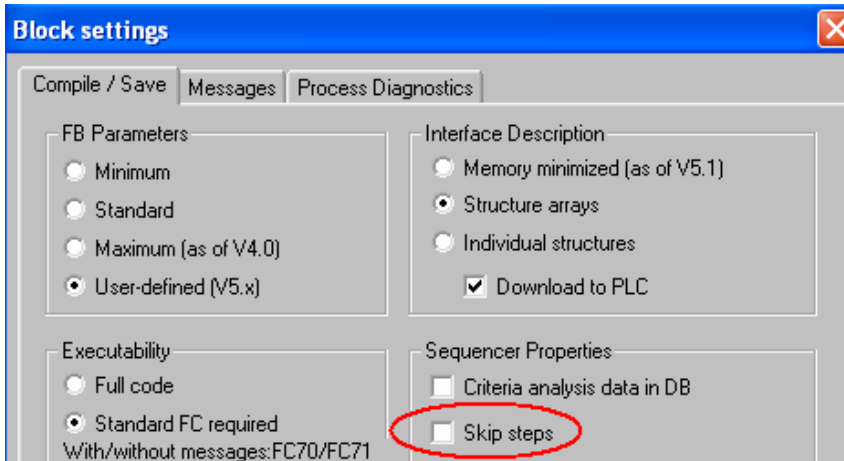 Block settings
Compile / Save
Messages
Process Diagnostics
FB Parameters
Minimum
Standard
Maximum (as of V4.0)
User-defined (V5.x)
Interface Description
Memory minimized (as of V5.1)
Structure arrays
Individual structures
Download to PLC
Executability
Full code
Standard FC required
With/without messages:FC70/FC71
Sequencer Properties
Criteria analysis data in DB
Skip steps